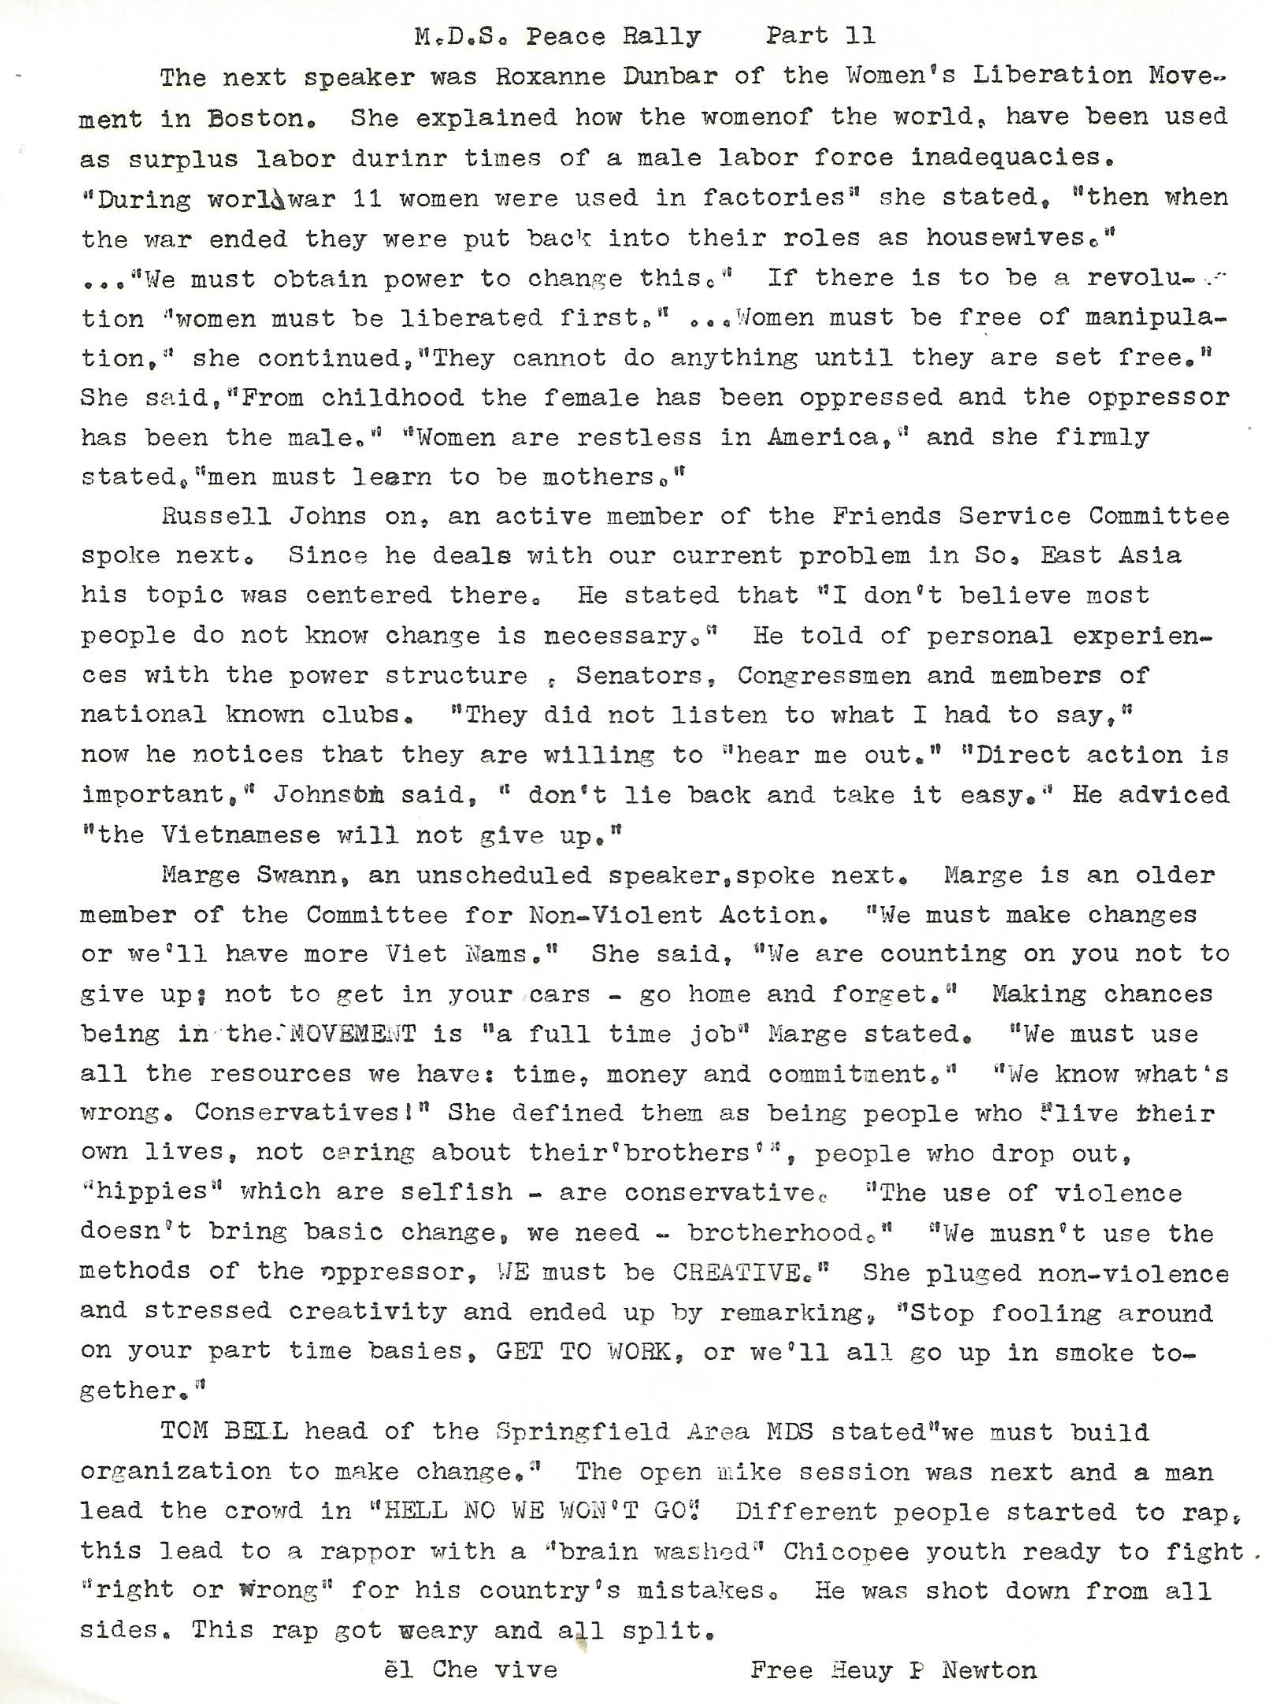 M.D.S. Peace Rally    Part 11
The next speaker was Roxanne Dunbar of the Women's Liberation Move-
ment in Boston.  She explained how the womenof the world, have been used
as surplus labor durinr times of a male labor force inadequacies.
"During worldwar 11 women were used in factories" she stated, "then when
the war ended they were put back into their roles as housewives."
..."We must obtain power to change this."  If there is to be a revolu-
tion "women must be liberated first." ...Women must be free of manipula-
tion," she continued,"They cannot do anything until they are set free."
She said,"From childhood the female has been oppressed and the oppressor
has been the male." "Women are restless in America," and she firmly
stated,"men must learn to be mothers."
Russell Johns on, an active member of the Friends Service Committee
spoke next.  Since he deals with our current problem in So. East Asia
his topic was centered there.  He stated that "I don't believe most
people do not know change is necessary."  He told of personal experien-
ces with the power structure , Senators, Congressmen and members of
national known clubs.  "They did not listen to what I had to say,"
now he notices that they are willing to "hear me out." "Direct action is
important," Johnson said, " don't lie back and take it easy." He adviced
"the Vietnamese will not give up."
Marge Swann, an unscheduled speaker,spoke next.  Marge is an older
member of the Committee for Non-Violent Action.  "We must make changes
or we'll have more Viet Nams."  She said, "We are counting on you not to
give up; not to get in your cars - go home and forget."  Making chances
being in the MOVEMENT is "a full time job" Marge stated.  "We must use
all the resources we have: time, money and commitment."  "We know what's
wrong. Conservatives!" She defined them as being people who "live their
own lives, not caring about their'brothers'", people who drop out,
"hippies" which are selfish - are conservative.  "The use of violence
doesn't bring basic change, we need - brotherhood."  "We musn't use the
methods of the oppressor, WE must be CREATIVE."  She pluged non-violence
and stressed creativity and ended up by remarking, "Stop fooling around
on your part time basies, GET TO WORK, or we'll all go up in smoke to-
gether."
TOM BELL head of the Springfield Area MDS stated"we must build
organization to make change."  The open mike session was next and a man
lead the crowd in "HELL NO WE WON'T GO"  Different people started to rap,
this lead to a rappor with a "brain washed" Chicopee youth ready to fight.
"right or wrong" for his country's mistakes.  He was shot down from all
sides. This rap got weary and all split.
ēl Che vive            Free Heuy P Newton